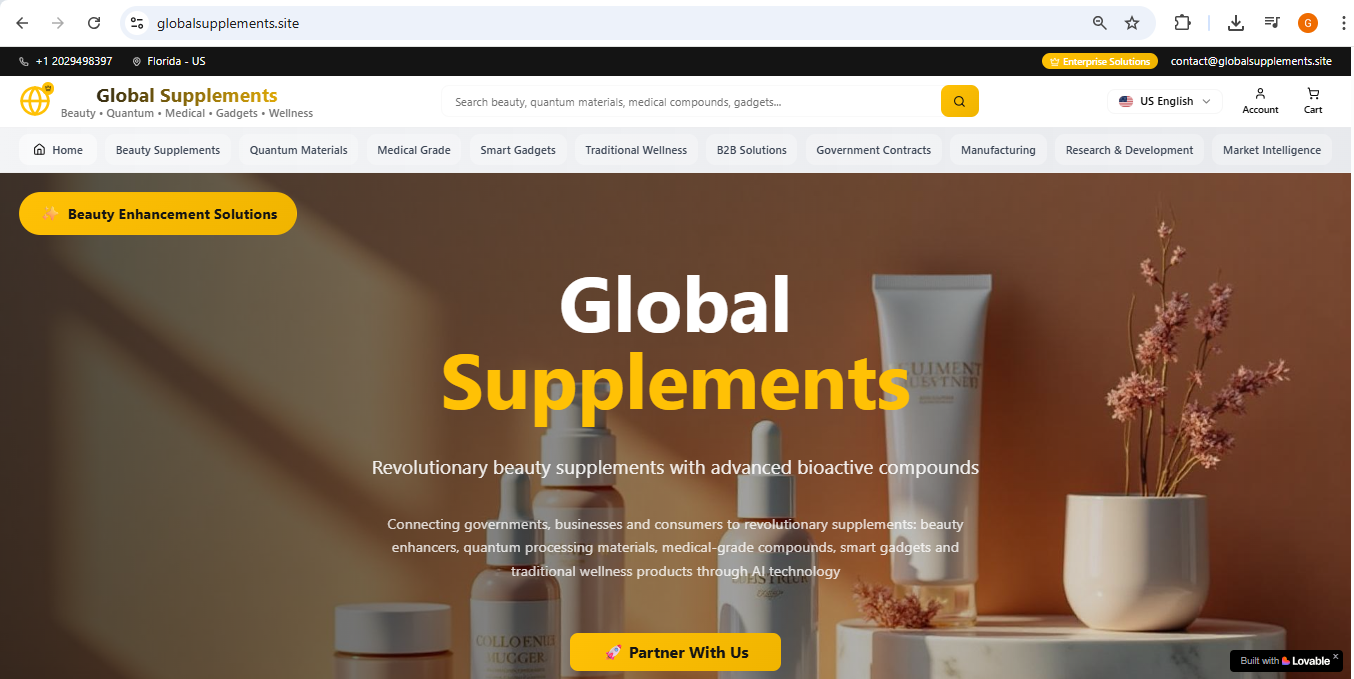 globalsupplements.site
G
+1 2029498397
Florida - US
Enterprise Solutions
contact@globalsupplements.site
Global Supplements
Beauty • Quantum • Medical • Gadgets • Wellness
Search beauty, quantum materials, medical compounds, gadgets...
US English
Account
Cart
Home
Beauty Supplements
Quantum Materials
Medical Grade
Smart Gadgets
Traditional Wellness
B2B Solutions
Government Contracts
Manufacturing
Research & Development
Market Intelligence
Beauty Enhancement Solutions
Global
Supplements
Revolutionary beauty supplements with advanced bioactive compounds
Connecting governments, businesses and consumers to revolutionary supplements: beauty
enhancers, quantum processing materials, medical-grade compounds, smart gadgets and
traditional wellness products through AI technology
Partner With Us
Built with Lovable